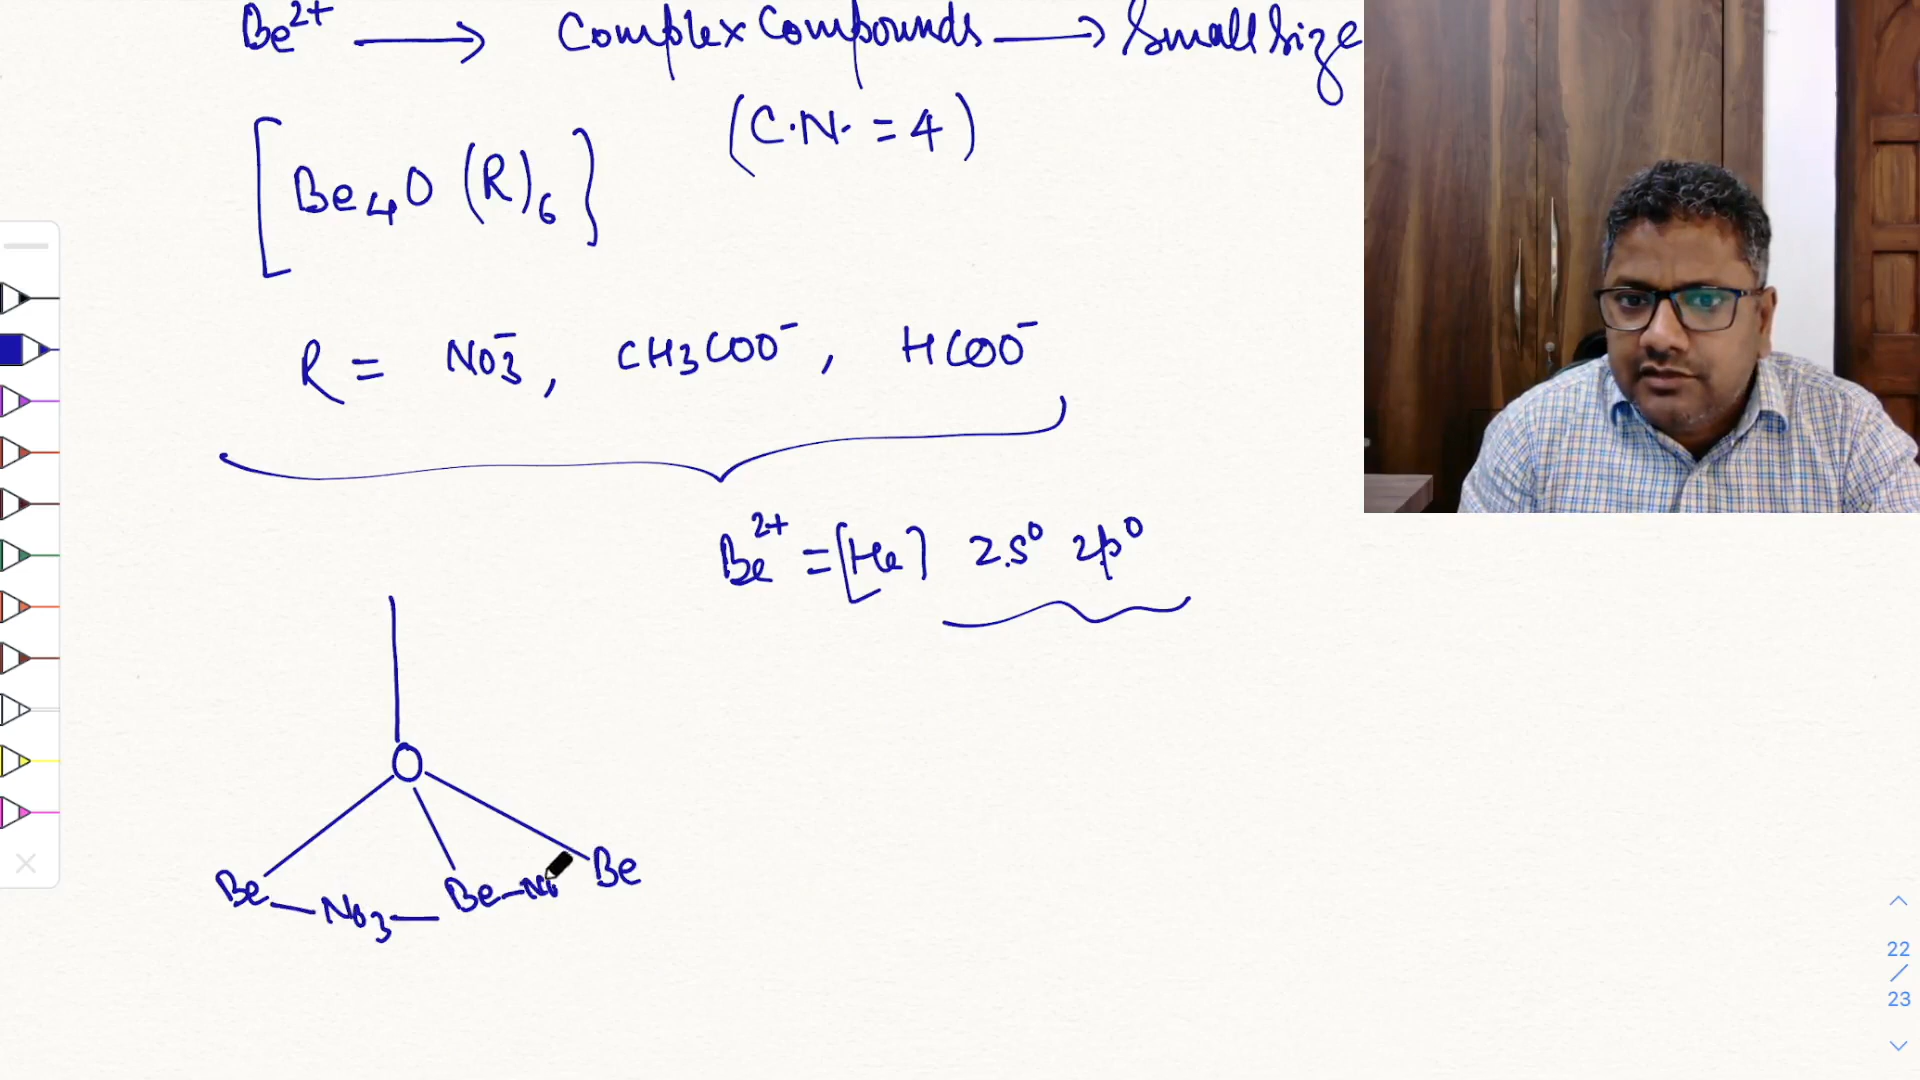 Be²⁺ → Complex Compounds → Small Size
(C.N. = 4)
[Be₄O (R)₆]
R = NO₃⁻, CH₃COO⁻, HCOO⁻
Be²⁺ = [He] 2s⁰ 2p⁰
O
Be — NO₃ — Be — NO Be
22
/
23